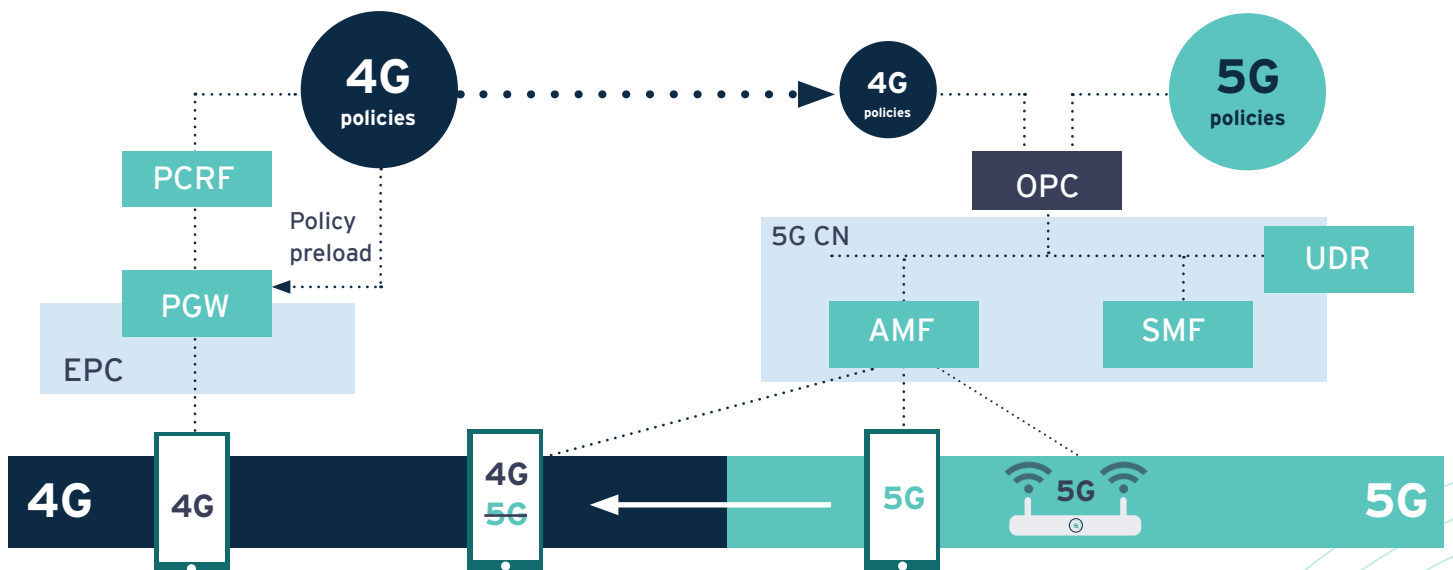 4G
policies
4G
policies
5G
policies
PCRF
OPC
Policy
preload
5G CN
UDR
PGW
AMF
SMF
EPC
4G
4G
4G
5G
5G
5G
5G